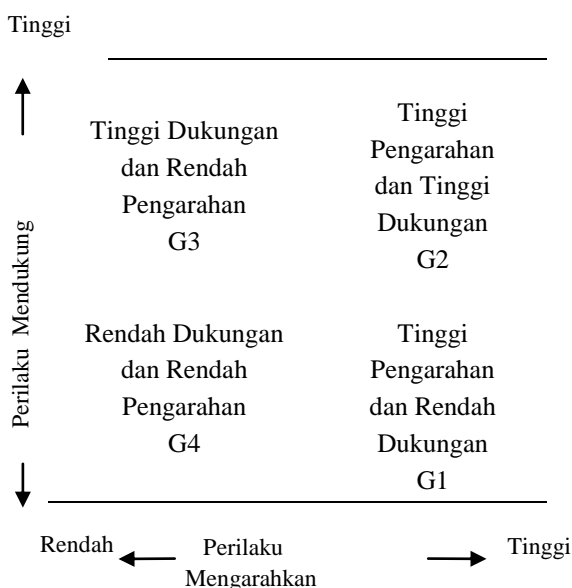 Tinggi
Tinggi Dukungan
dan Rendah
Pengarahan
G3
Tinggi
Pengarahan
dan Tinggi
Dukungan
G2
Perilaku Mendukung
Rendah Dukungan
dan Rendah
Pengarahan
G4
Tinggi
Pengarahan
dan Rendah
Dukungan
G1
Rendah
Perilaku
Mengarahkan
Tinggi